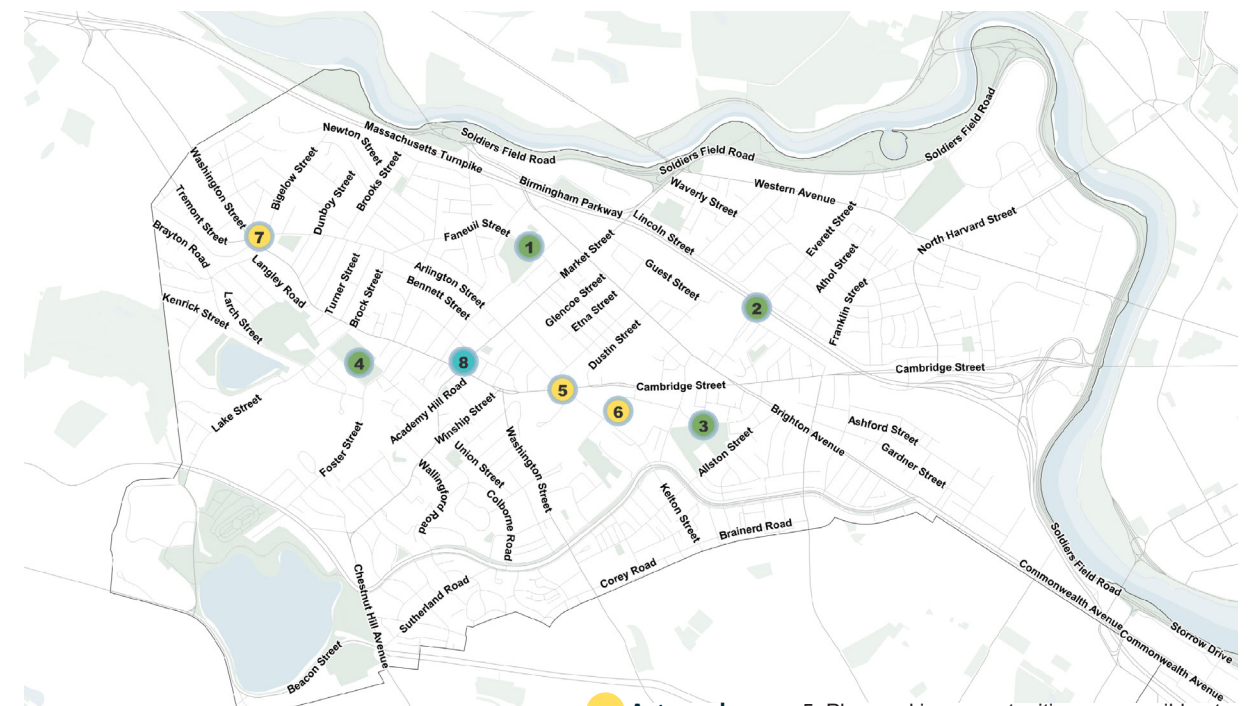 Soldiers Field Road
Massachusetts Turnpike
Newton Street
Soldiers Field Road
Soldiers Field Road
Washington Street
Bigelow Street
Dunboy Street
Brooks Street
Tremont Street
Birmingham Parkway
Waverly Street
Western Avenue
Lincoln Street
Everett Street
North Harvard Street
Brayton Road
7
Faneuil Street
1
Market Street
Athol Street
Langley Road
Turner Street
Brock Street
Arlington Street
Bennett Street
Guest Street
Glencoe Street
Etna Street
2
Franklin Street
Kenrick Street
Larch Street
Dustin Street
4
8
5
Cambridge Street
Cambridge Street
6
3
Lake Street
Academy Hill Road
Winship Street
Brighton Avenue
Ashford Street
Gardner Street
Allston Street
Foster Street
Union Street
Washington Street
Wallingford Road
Colborne Road
Kelton Street
Brainerd Road
Corey Road
Soldiers Field Road
Chestnut Hill Avenue
Sutherland Road
Commonwealth Avenue
Commonwealth Avenue
Storrow Drive
Beacon Street